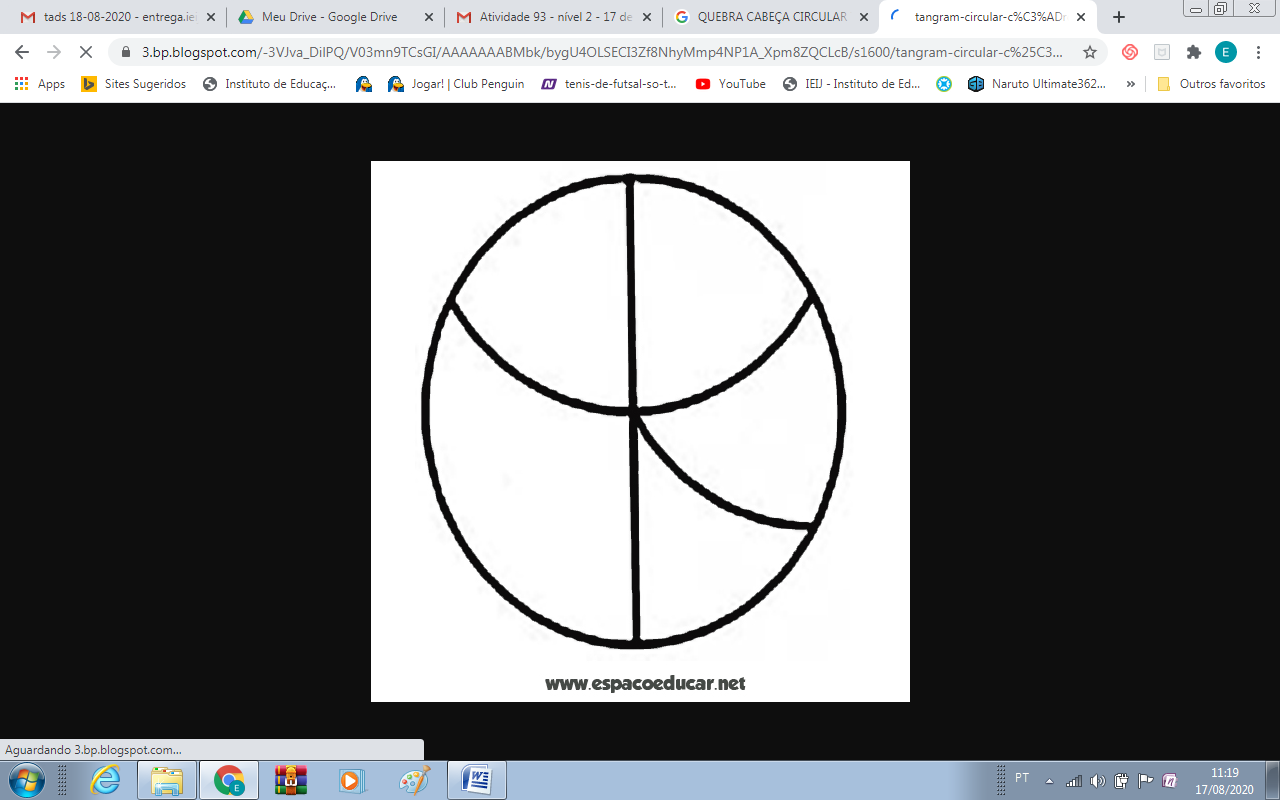 tads 18-08-2020 - entrega.ie
Meu Drive - Google Drive
Atividade 93 - nível 2 - 17 de
QUEBRA CABEÇA CIRCULAR
tangram-circular-c%C3%ADr
3.bp.blogspot.com/-3VJva_DiIPQ/V03mn9TCsGI/AAAAAAABMbk/bygU4OLSECI3Zf8NhyMmp4NP1A_Xpm8ZQCLcB/s1600/tangram-circular-c%25C3...
E
Apps
Sites Sugeridos
Instituto de Educaç...
Jogar! | Club Penguin
tenis-de-futsal-so-t...
YouTube
IEIJ - Instituto de Ed...
Naruto Ultimate362...
»
Outros favoritos
www.espacoeducar.net
Aguardando 3.bp.blogspot.com...
PT
11:19
17/08/2020